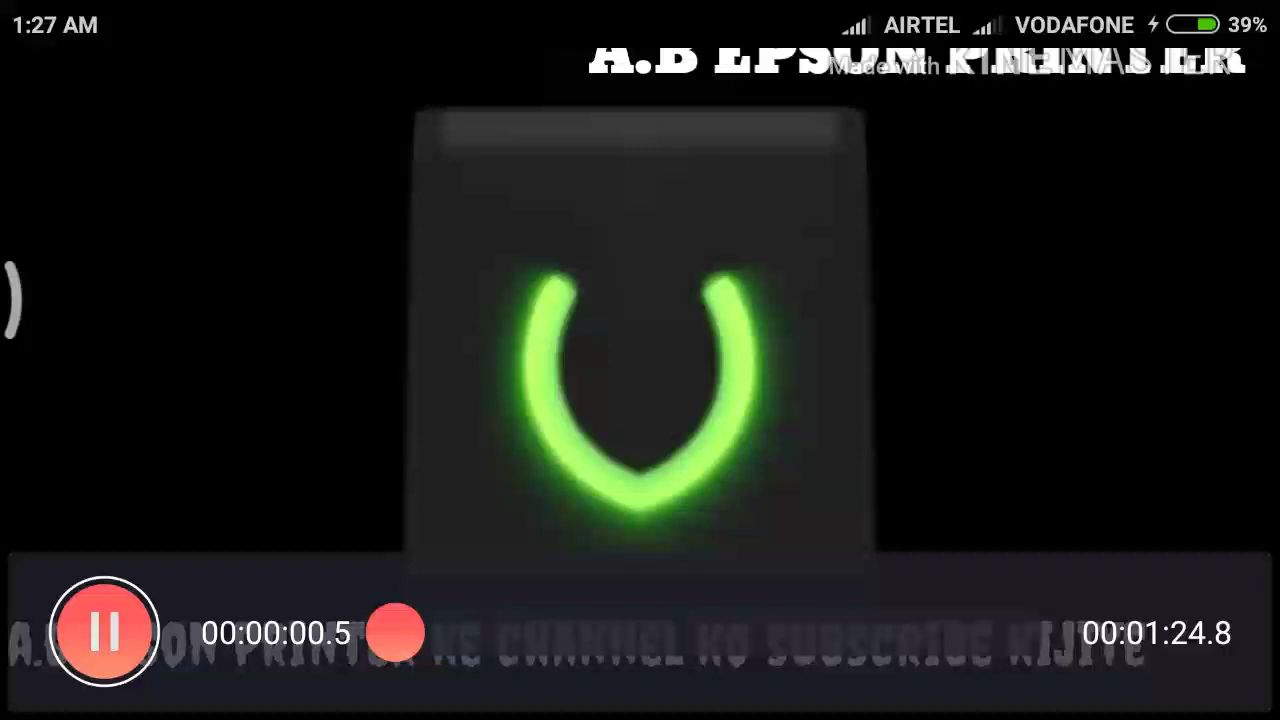 1:27 AM AIRTEL VODAFONE 39%
A.B EPSON
Made with KINEMASTER
00:00:00.5 00:01:24.8
KE CHANNEL KO SUBSCRIBE KIJIYE